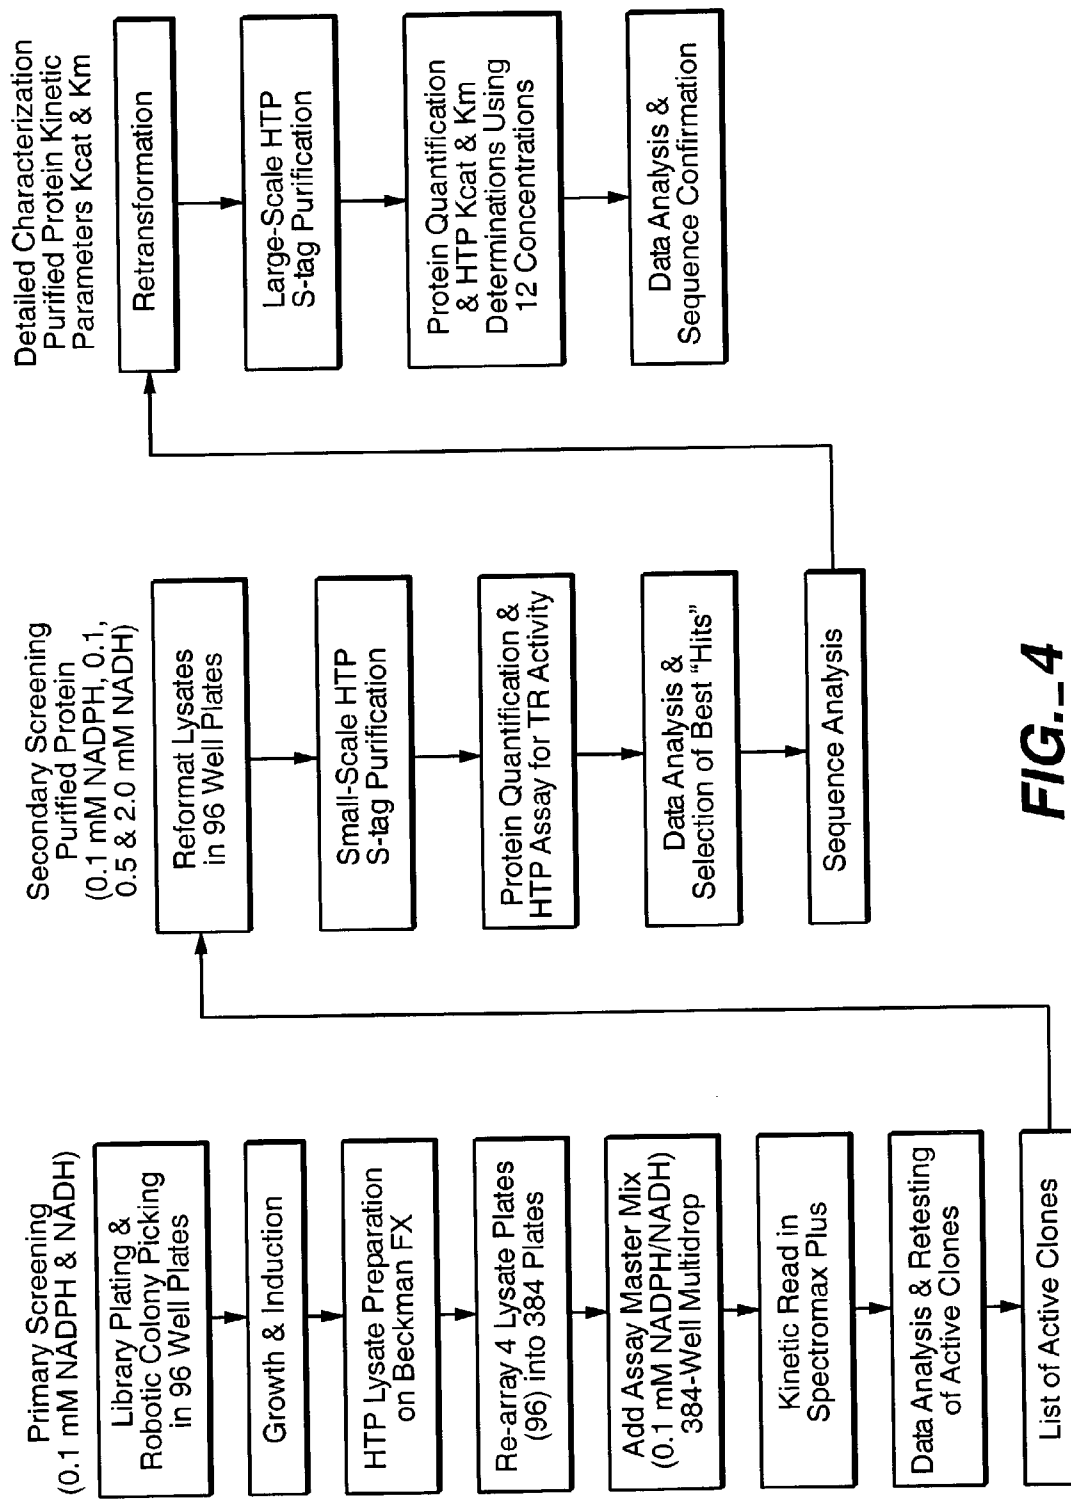 Primary Screening
(0.1 mM NADPH & NADH)
Library Plating &
Robotic Colony Picking
in 96 Well Plates
Growth & Induction
HTP Lysate Preparation
on Beckman FX
Re-array 4 Lysate Plates
(96) into 384 Plates
Add Assay Master Mix
(0.1 mM NADPH/NADH)
384-Well Multidrop
Kinetic Read in
Spectromax Plus
Data Analysis & Retesting
of Active Clones
List of Active Clones
Secondary Screening
Purified Protein
(0.1 mM NADPH, 0.1,
0.5 & 2.0 mM NADH)
Reformat Lysates
in 96 Well Plates
Small-Scale HTP
S-tag Purification
Protein Quantification &
HTP Assay for TR Activity
Data Analysis &
Selection of Best "Hits"
Sequence Analysis
Detailed Characterization
Purified Protein Kinetic
Parameters Kcat & Km
Retransformation
Large-Scale HTP
S-tag Purification
Protein Quantification
& HTP Kcat & Km
Determinations Using
12 Concentrations
Data Analysis &
Sequence Confirmation
FIG._4